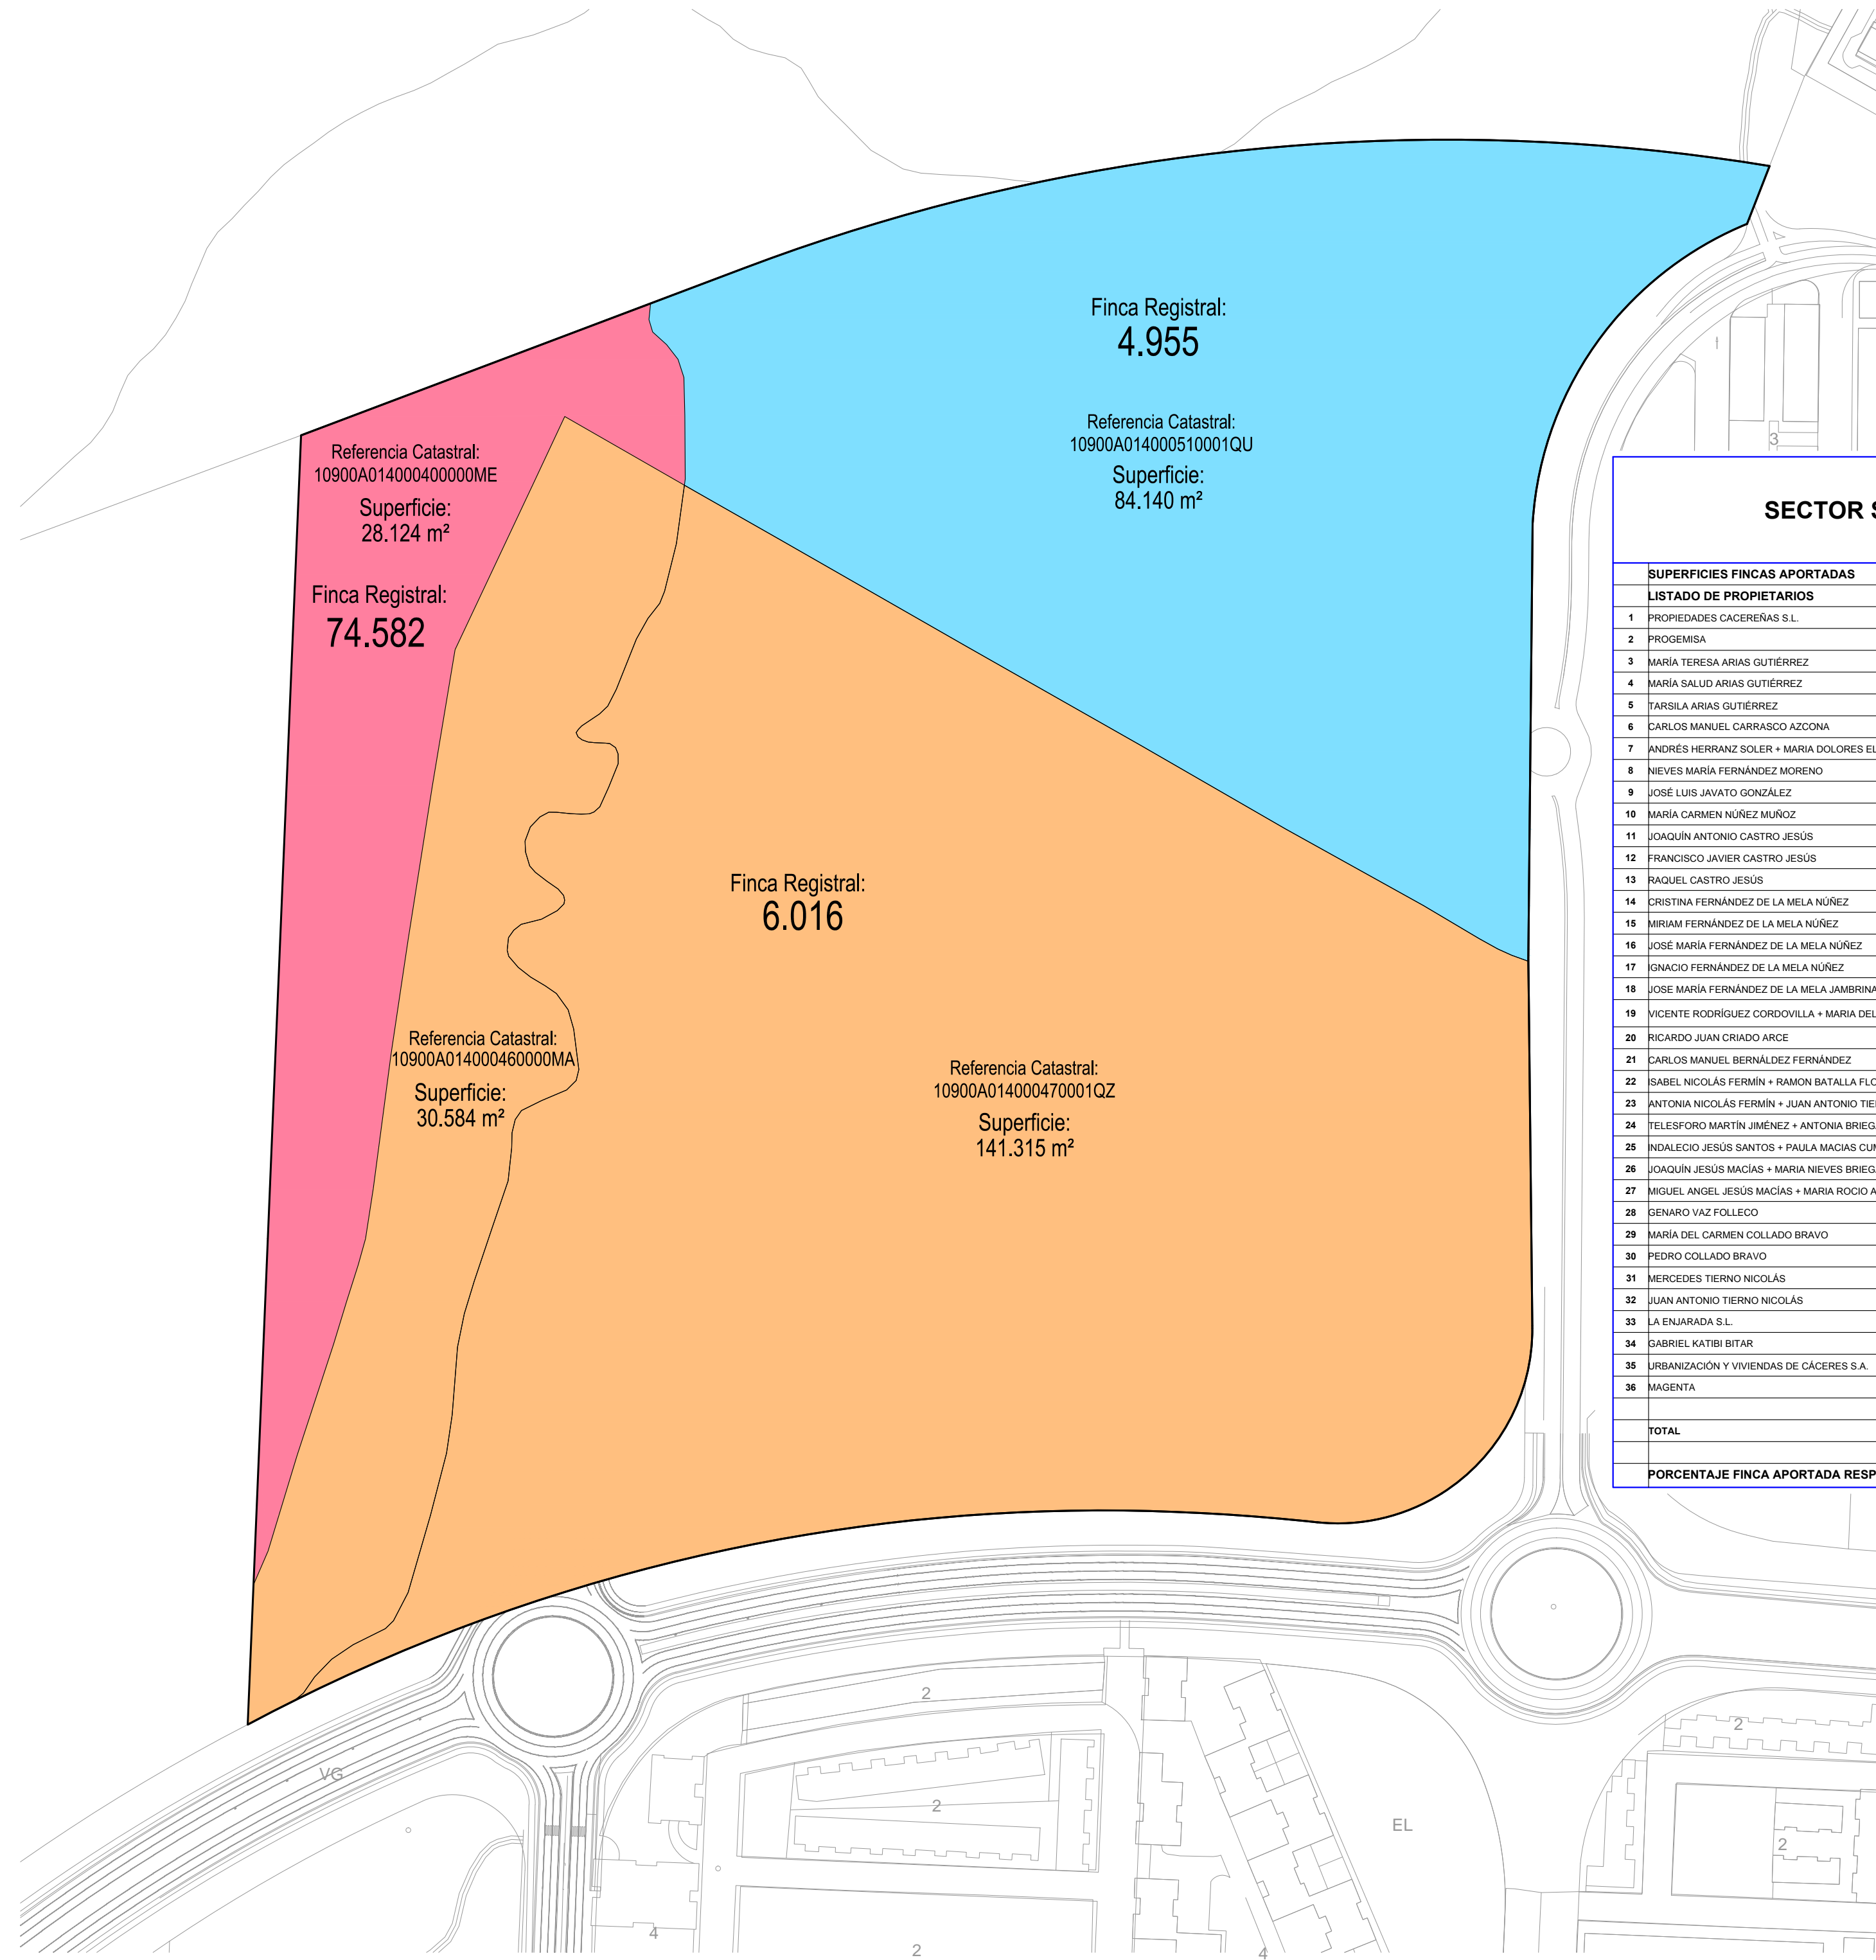 Finca Registral:
4.955
Referencia Catastral:
10900A014000510001QU
Superficie:
84.140 m²
Referencia Catastral:
10900A014000400000ME
Superficie:
28.124 m²
Finca Registral:
74.582
Finca Registral:
6.016
Referencia Catastral:
10900A014000460000MA
Superficie:
30.584 m²
Referencia Catastral:
10900A014000470001QZ
Superficie:
141.315 m²
3
SECTOR S
SUPERFICIES FINCAS APORTADAS
LISTADO DE PROPIETARIOS
1 PROPIEDADES CACEREÑAS S.L.
2 PROGEMISA
3 MARÍA TERESA ARIAS GUTIÉRREZ
4 MARÍA SALUD ARIAS GUTIÉRREZ
5 TARSILA ARIAS GUTIÉRREZ
6 CARLOS MANUEL CARRASCO AZCONA
7 ANDRÉS HERRANZ SOLER + MARIA DOLORES EL
8 NIEVES MARÍA FERNÁNDEZ MORENO
9 JOSÉ LUIS JAVATO GONZÁLEZ
10 MARÍA CARMEN NÚÑEZ MUÑOZ
11 JOAQUÍN ANTONIO CASTRO JESÚS
12 FRANCISCO JAVIER CASTRO JESÚS
13 RAQUEL CASTRO JESÚS
14 CRISTINA FERNÁNDEZ DE LA MELA NÚÑEZ
15 MIRIAM FERNÁNDEZ DE LA MELA NÚÑEZ
16 JOSÉ MARÍA FERNÁNDEZ DE LA MELA NÚÑEZ
17 IGNACIO FERNÁNDEZ DE LA MELA NÚÑEZ
18 JOSE MARÍA FERNÁNDEZ DE LA MELA JAMBRINA
19 VICENTE RODRÍGUEZ CORDOVILLA + MARIA DEL
20 RICARDO JUAN CRIADO ARCE
21 CARLOS MANUEL BERNÁLDEZ FERNÁNDEZ
22 ISABEL NICOLÁS FERMÍN + RAMON BATALLA FLO
23 ANTONIA NICOLÁS FERMÍN + JUAN ANTONIO TIE
24 TELESFORO MARTÍN JIMÉNEZ + ANTONIA BRIEG
25 INDALECIO JESÚS SANTOS + PAULA MACIAS CUM
26 JOAQUÍN JESÚS MACÍAS + MARIA NIEVES BRIEG
27 MIGUEL ANGEL JESÚS MACÍAS + MARIA ROCIO A
28 GENARO VAZ FOLLECO
29 MARÍA DEL CARMEN COLLADO BRAVO
30 PEDRO COLLADO BRAVO
31 MERCEDES TIERNO NICOLÁS
32 JUAN ANTONIO TIERNO NICOLÁS
33 LA ENJARADA S.L.
34 GABRIEL KATIBI BITAR
35 URBANIZACIÓN Y VIVIENDAS DE CÁCERES S.A.
36 MAGENTA
TOTAL
PORCENTAJE FINCA APORTADA RESP
2
2
VG
2
EL
2
4
2
4